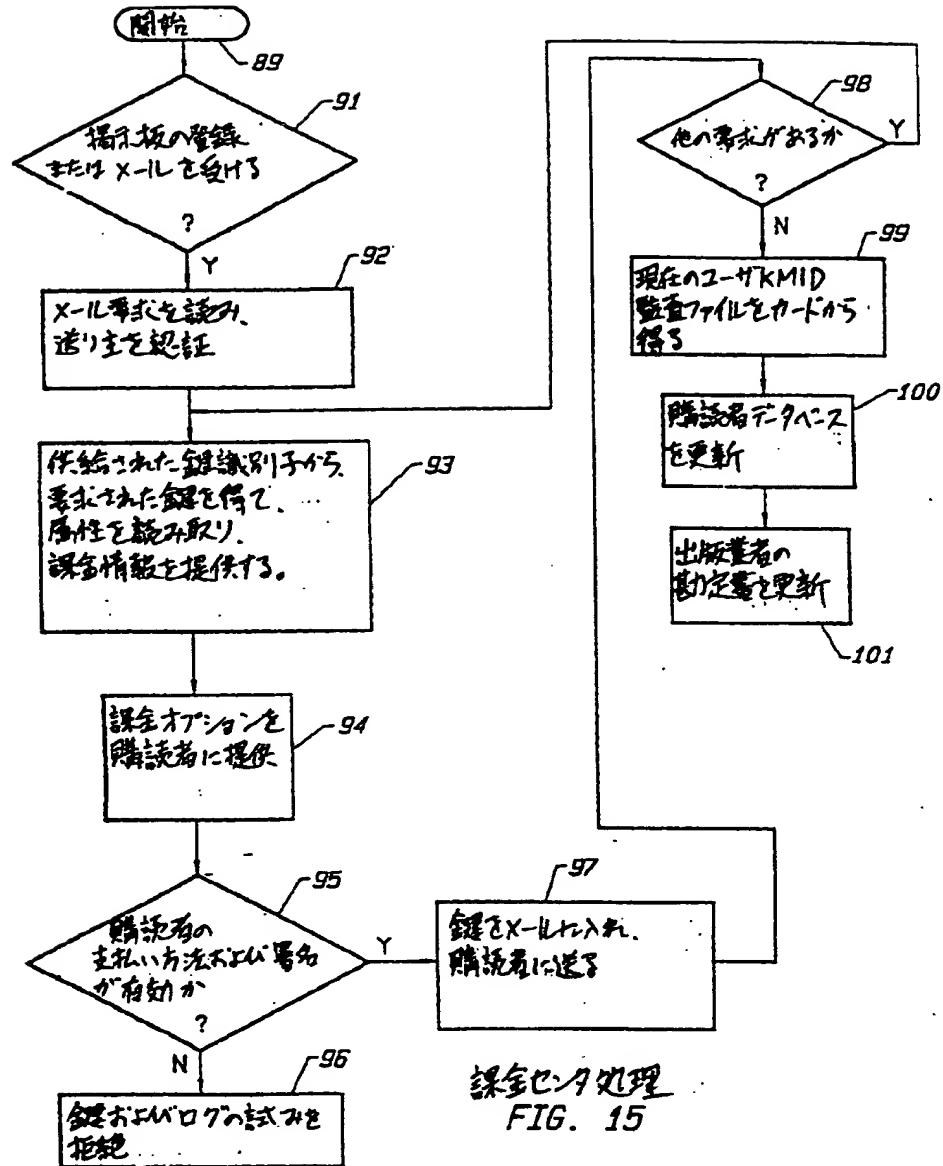 開始
89
91
掲示板の登録
またはメールを受ける
?
Y
92
メール要求を読み、
送り主を認証
93
供給された鍵識別子から、
要求された鍵を得て、
属性を読み取り、
課金情報を提供する。
94
課金オプションを
購読者に提供
95
購読者の
支払い方法および署名
が有効か
?
Y
N
96
鍵およびログの試みを
拒絶
97
鍵をメールに入れ、
購読者に送る
98
他の要求があるか
?
Y
N
99
現在のユーザKMID
監査ファイルをカードから
得る
100
購読者データベース
を更新
出版業者の
勘定書を更新
101
課金センタ処理
FIG. 15